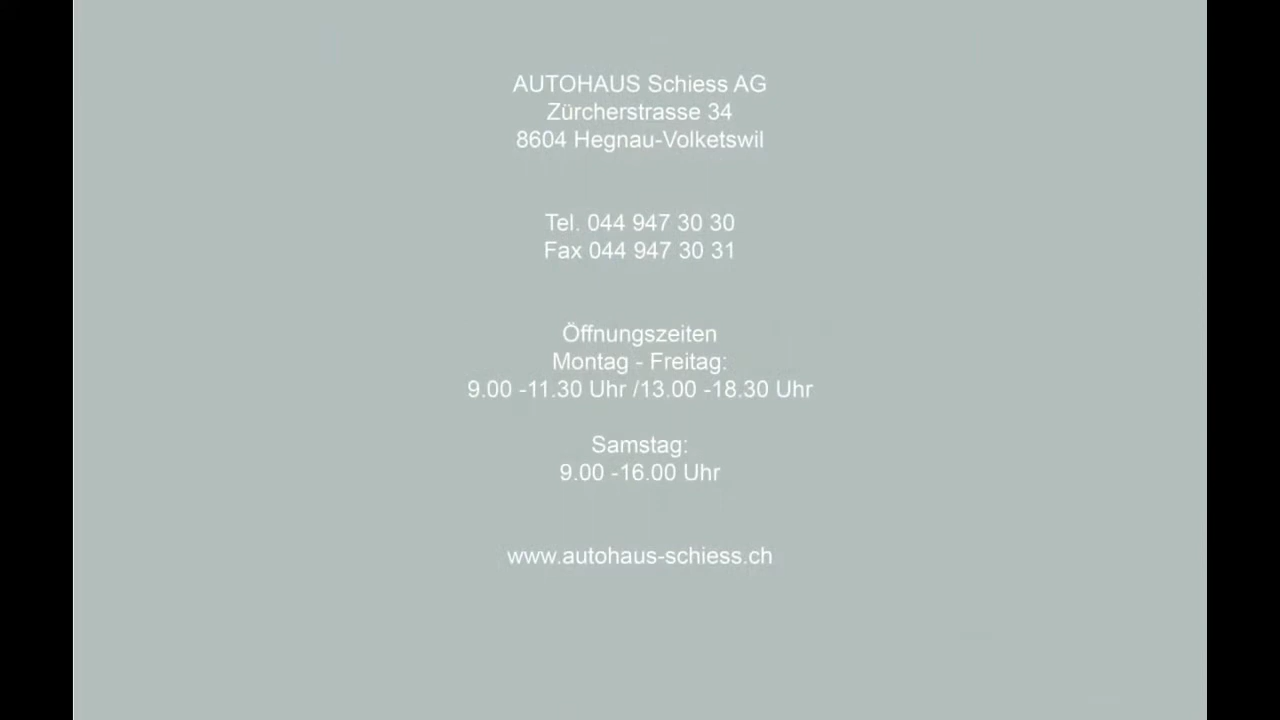 AUTOHAUS Schiess AG
Zürcherstrasse 34
8604 Hegnau-Volketswil
Tel. 044 947 30 30
Fax 044 947 30 31
Öffnungszeiten
Montag - Freitag:
9.00 -11.30 Uhr /13.00 -18.30 Uhr
Samstag:
9.00 -16.00 Uhr
www.autohaus-schiess.ch